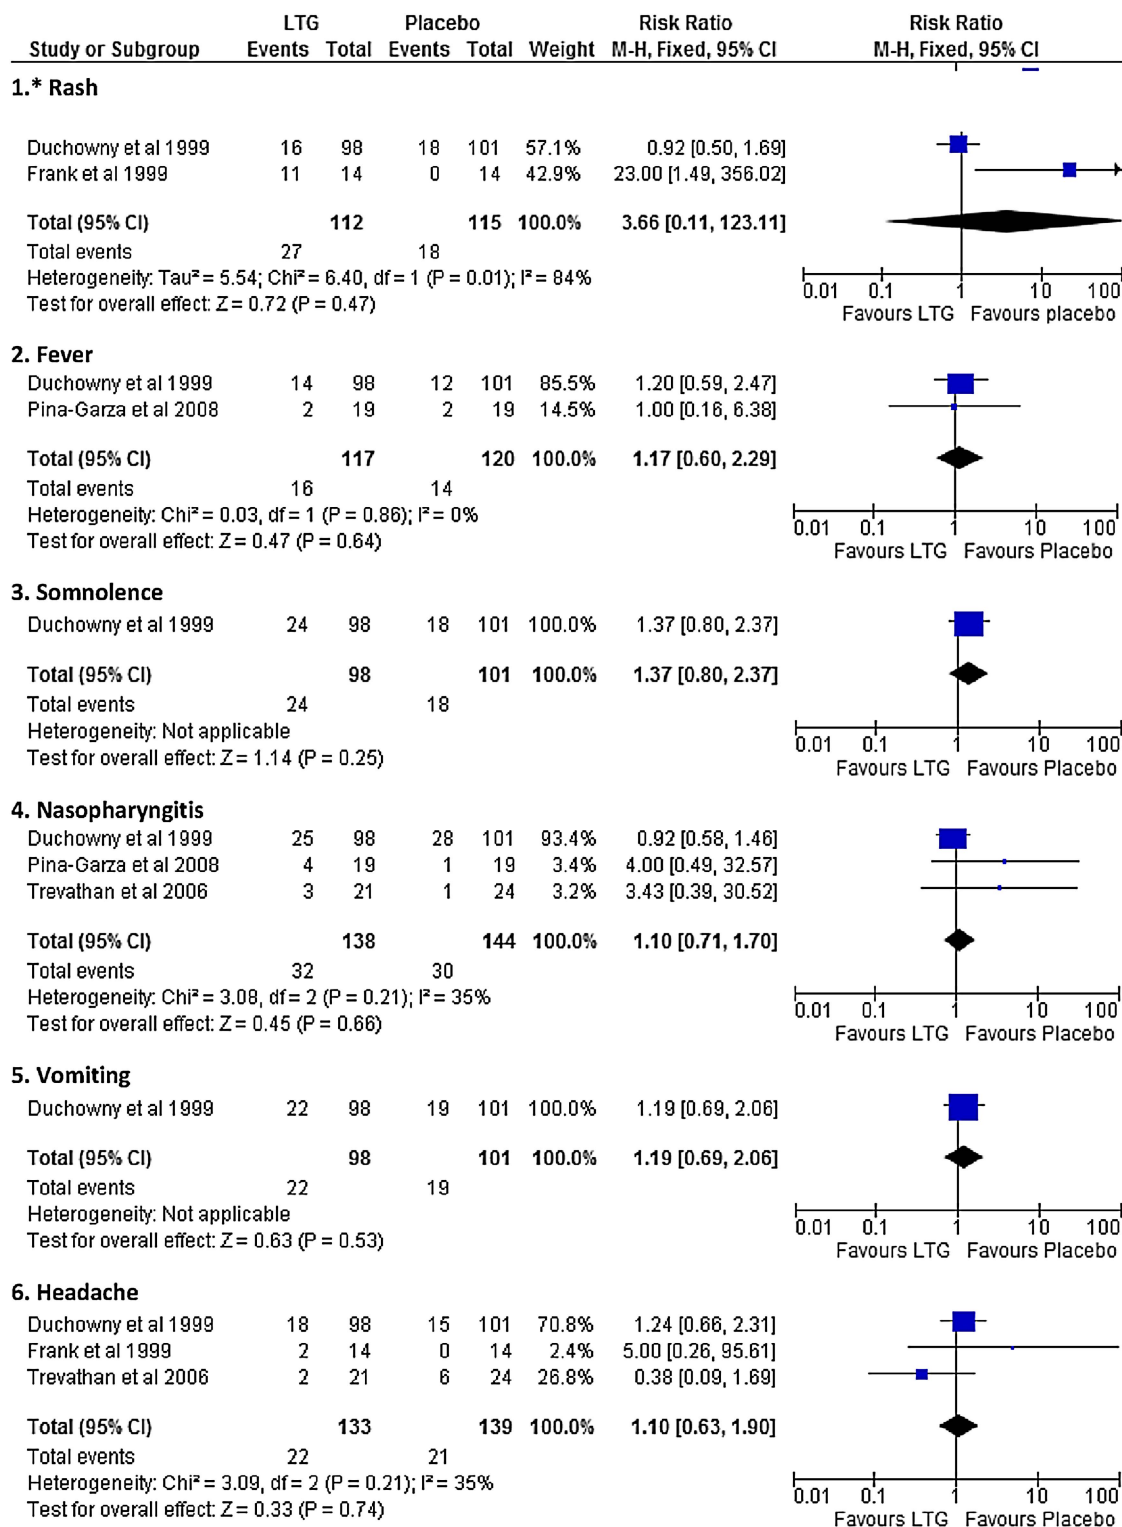 LTG Placebo Risk Ratio Risk Ratio
Study or Subgroup Events Total Events Total Weight M-H, Fixed, 95% CI M-H, Fixed, 95% CI
1.* Rash
Duchowny et al 1999 16 98 18 101 57.1% 0.92 [0.50, 1.69]
Frank et al 1999 11 14 0 14 42.9% 23.00 [1.49, 356.02]
Total (95% CI) 112 115 100.0% 3.66 [0.11, 123.11]
Total events 27 18
Heterogeneity: Tau² = 5.54; Chi² = 6.40, df = 1 (P = 0.01); I² = 84%
0.01 0.1 1 10 100
Test for overall effect: Z = 0.72 (P = 0.47)
Favours LTG Favours placebo
2. Fever
Duchowny et al 1999 14 98 12 101 85.5% 1.20 [0.59, 2.47]
Pina-Garza et al 2008 2 19 2 19 14.5% 1.00 [0.16, 6.38]
Total (95% CI) 117 120 100.0% 1.17 [0.60, 2.29]
Total events 16 14
Heterogeneity: Chi² = 0.03, df = 1 (P = 0.86); I² = 0%
0.01 0.1 1 10 100
Test for overall effect: Z = 0.47 (P = 0.64)
Favours LTG Favours Placebo
3. Somnolence
Duchowny et al 1999 24 98 18 101 100.0% 1.37 [0.80, 2.37]
Total (95% CI) 98 101 100.0% 1.37 [0.80, 2.37]
Total events 24 18
Heterogeneity: Not applicable
0.01 0.1 1 10 100
Test for overall effect: Z = 1.14 (P = 0.25)
Favours LTG Favours Placebo
4. Nasopharyngitis
Duchowny et al 1999 25 98 28 101 93.4% 0.92 [0.58, 1.46]
Pina-Garza et al 2008 4 19 1 19 3.4% 4.00 [0.49, 32.57]
Trevathan et al 2006 3 21 1 24 3.2% 3.43 [0.39, 30.52]
Total (95% CI) 138 144 100.0% 1.10 [0.71, 1.70]
Total events 32 30
Heterogeneity: Chi² = 3.08, df = 2 (P = 0.21); I² = 35%
0.01 0.1 1 10 100
Test for overall effect: Z = 0.45 (P = 0.66)
Favours LTG Favours Placebo
5. Vomiting
Duchowny et al 1999 22 98 19 101 100.0% 1.19 [0.69, 2.06]
Total (95% CI) 98 101 100.0% 1.19 [0.69, 2.06]
Total events 22 19
Heterogeneity: Not applicable
0.01 0.1 1 10 100
Test for overall effect: Z = 0.63 (P = 0.53)
Favours LTG Favours Placebo
6. Headache
Duchowny et al 1999 18 98 15 101 70.8% 1.24 [0.66, 2.31]
Frank et al 1999 2 14 0 14 2.4% 5.00 [0.26, 95.61]
Trevathan et al 2006 2 21 6 24 26.8% 0.38 [0.09, 1.69]
Total (95% CI) 133 139 100.0% 1.10 [0.63, 1.90]
Total events 22 21
Heterogeneity: Chi² = 3.09, df = 2 (P = 0.21); I² = 35%
0.01 0.1 1 10 100
Test for overall effect: Z = 0.33 (P = 0.74)
Favours LTG Favours Placebo